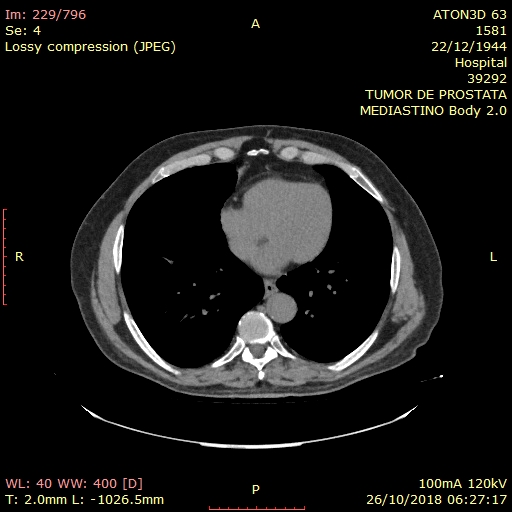 Im: 229/796
Se: 4
Lossy compression (JPEG)
A
ATON3D 63
1581
22/12/1944
Hospital
39292
TUMOR DE PROSTATA
MEDIASTINO Body 2.0
R
L
WL: 40 WW: 400 [D]
T: 2.0mm L: -1026.5mm
P
100mA 120kV
26/10/2018 06:27:17